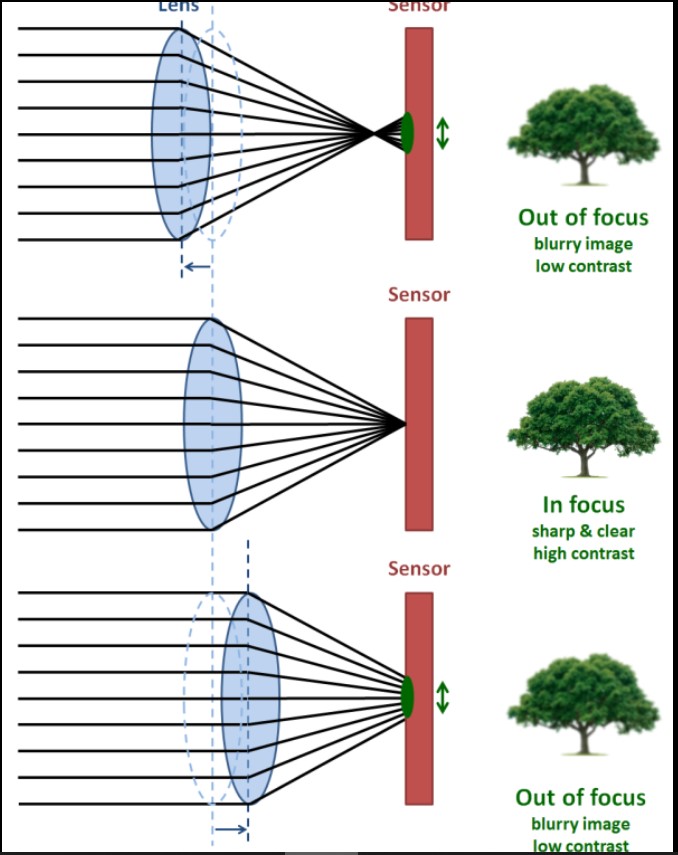 Lens
Sensor
Out of focus
blurry image
low contrast
Sensor
In focus
sharp & clear
high contrast
Sensor
Out of focus
blurry image
low contrast